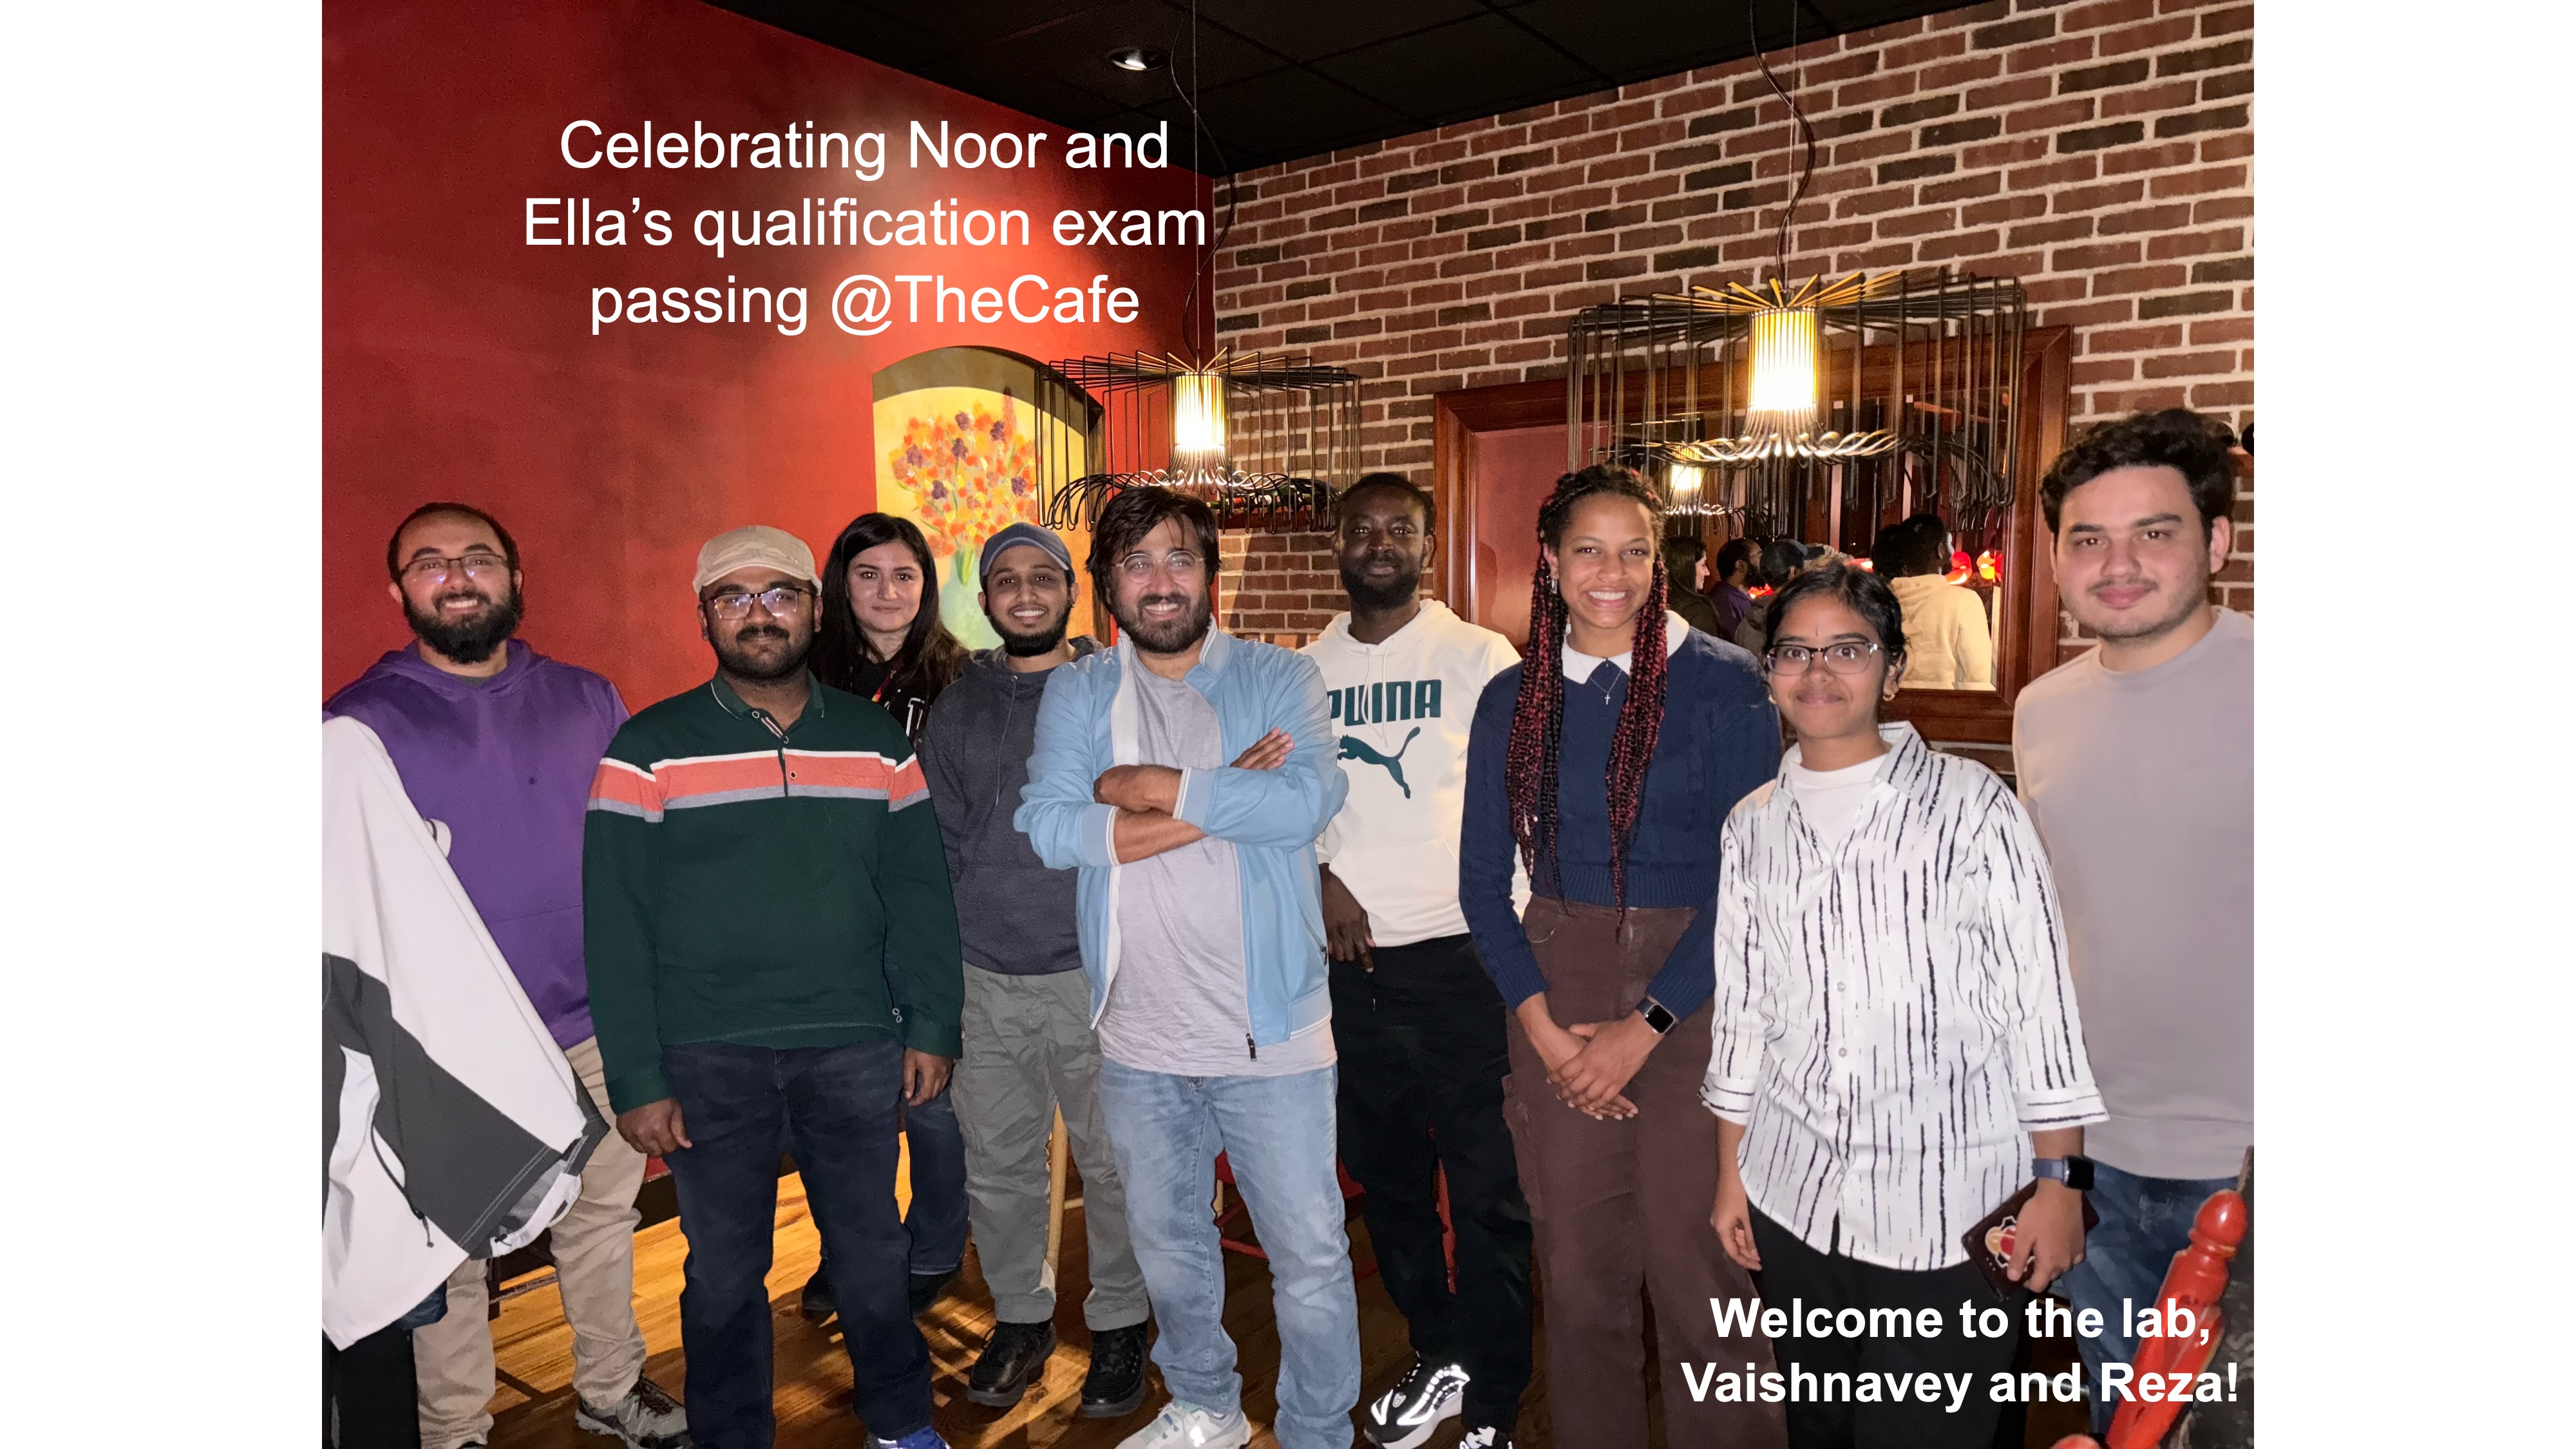 Celebrating Noor and
Ella’s qualification exam
passing @TheCafe
PUMA
Welcome to the lab,
Vaishnavey and Reza!